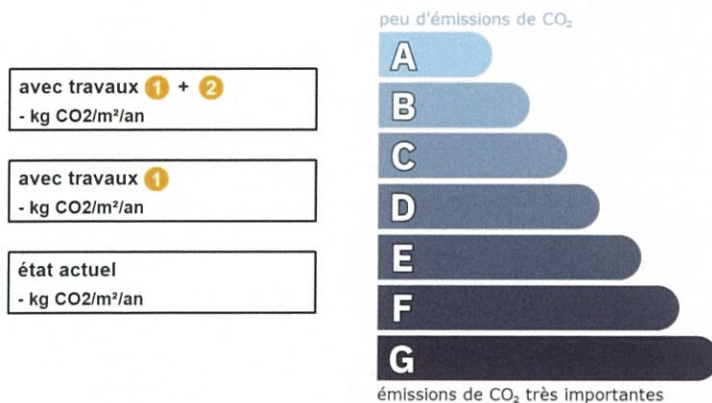 peu d'émissions de CO₂
avec travaux 1 + 2
- kg CO2/m²/an
avec travaux 1
- kg CO2/m²/an
état actuel
- kg CO2/m²/an
A
B
C
D
E
F
G
émissions de CO₂ très importantes